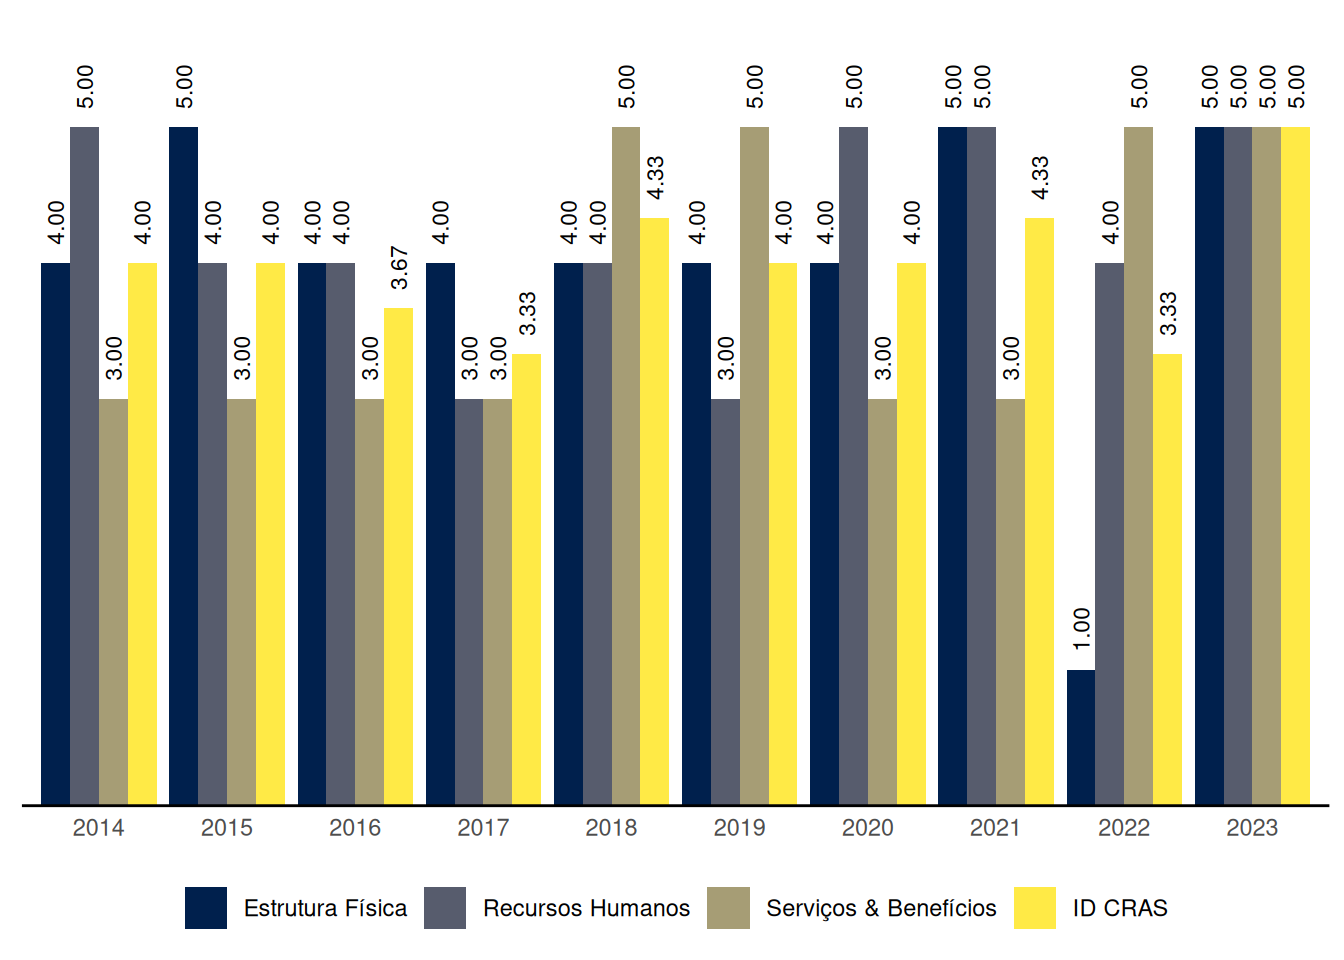 5.00 5.00 5.00 5.00 5.00 5.00 5.00 5.00 5.00 5.00 5.00 5.00
4.33 4.33
4.00 4.00 4.00 4.00 4.00 4.00 4.00 4.00 4.00 4.00 4.00 4.00 4.00 4.00
3.67
3.33 3.33
3.00 3.00 3.00 3.00 3.00 3.00 3.00 3.00
1.00
2014 2015 2016 2017 2018 2019 2020 2021 2022 2023
Estrutura Física Recursos Humanos Serviços & Benefícios ID CRAS